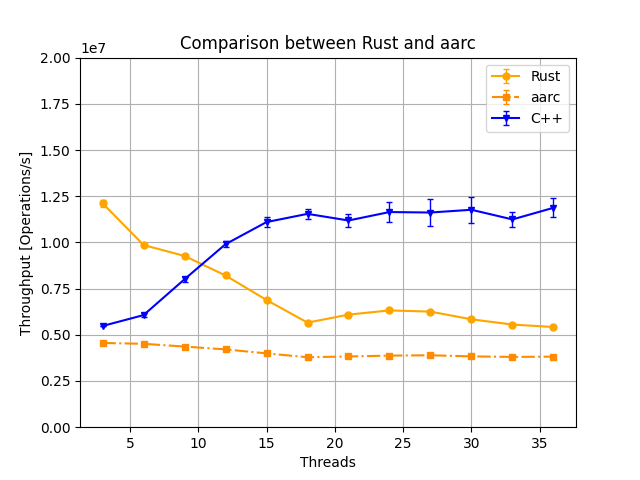 Comparison between Rust and aarc
1e7
2.00
1.75
1.50
1.25
1.00
0.75
0.50
0.25
0.00
Throughput [Operations/s]
Rust
aarc
C++
5 10 15 20 25 30 35
Threads